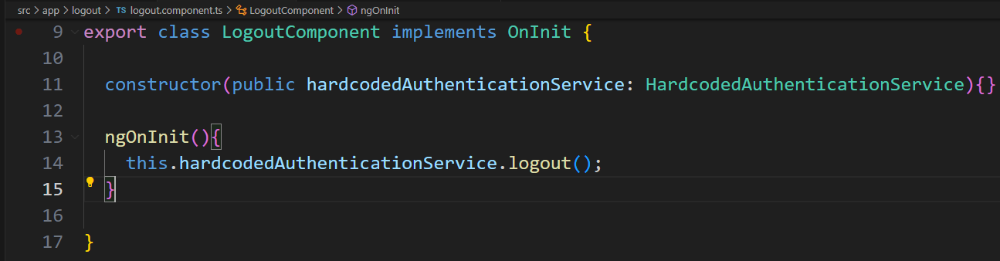 src > app > logout > TS logout.component.ts > LogoutComponent > ngOnInit
9 export class LogoutComponent implements OnInit {
10
11 constructor(public hardcodedAuthenticationService: HardcodedAuthenticationService){}
12
13 ngOnInit(){
14 this.hardcodedAuthenticationService.logout();
15 }
16
17 }